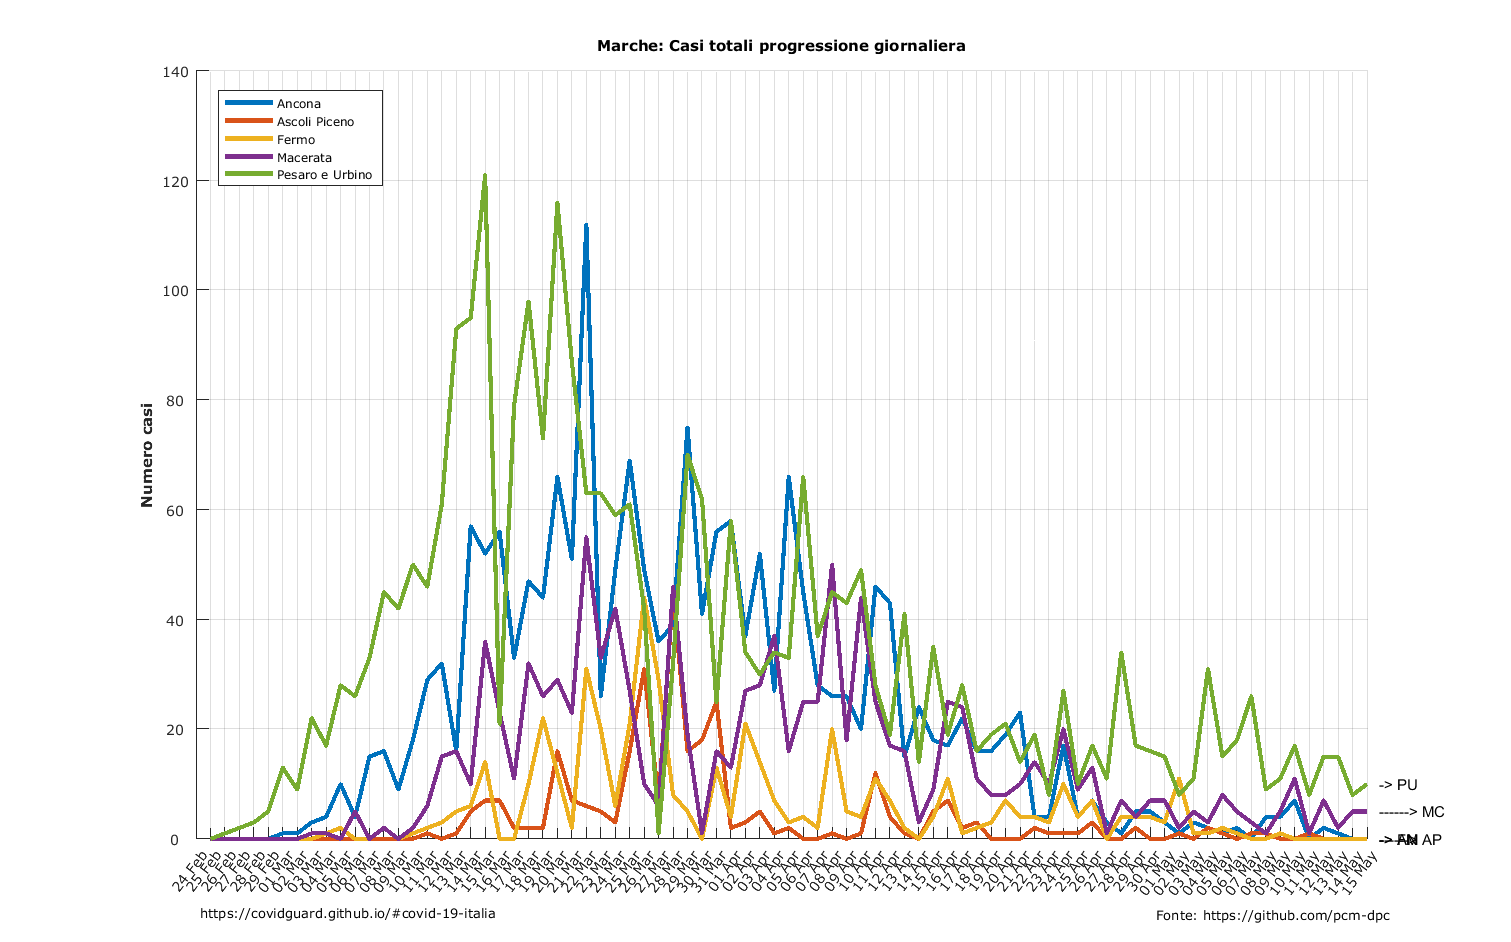 Marche: Casi totali progressione giornaliera
140
120
100
80
60
40
20
0
Numero casi
Ancona
Ascoli Piceno
Fermo
Macerata
Pesaro e Urbino
-> PU
------> MC
24 Feb
25 Feb
26 Feb
27 Feb
28 Feb
01 Mar
02 Mar
03 Mar
04 Mar
05 Mar
06 Mar
07 Mar
08 Mar
09 Mar
10 Mar
11 Mar
12 Mar
13 Mar
14 Mar
15 Mar
16 Mar
17 Mar
18 Mar
19 Mar
20 Mar
21 Mar
22 Mar
23 Mar
24 Mar
25 Mar
26 Mar
27 Mar
28 Mar
29 Mar
30 Mar
31 Mar
01 Apr
02 Apr
03 Apr
04 Apr
05 Apr
06 Apr
07 Apr
08 Apr
09 Apr
10 Apr
11 Apr
12 Apr
13 Apr
14 Apr
15 Apr
16 Apr
17 Apr
18 Apr
19 Apr
20 Apr
21 Apr
22 Apr
23 Apr
24 Apr
25 Apr
26 Apr
27 Apr
28 Apr
29 Apr
30 Apr
01 May
02 May
03 May
04 May
05 May
06 May
07 May
08 May
09 May
10 May
11 May
12 May
13 May
14 May
15 May
https://covidguard.github.io/#covid-19-italia
Fonte: https://github.com/pcm-dpc